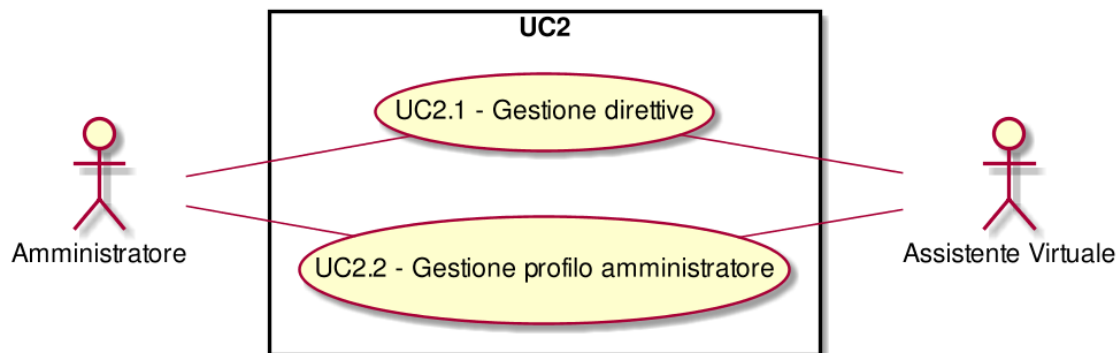 UC2
UC2.1 - Gestione direttive
Amministratore
Assistente Virtuale
UC2.2 - Gestione profilo amministratore